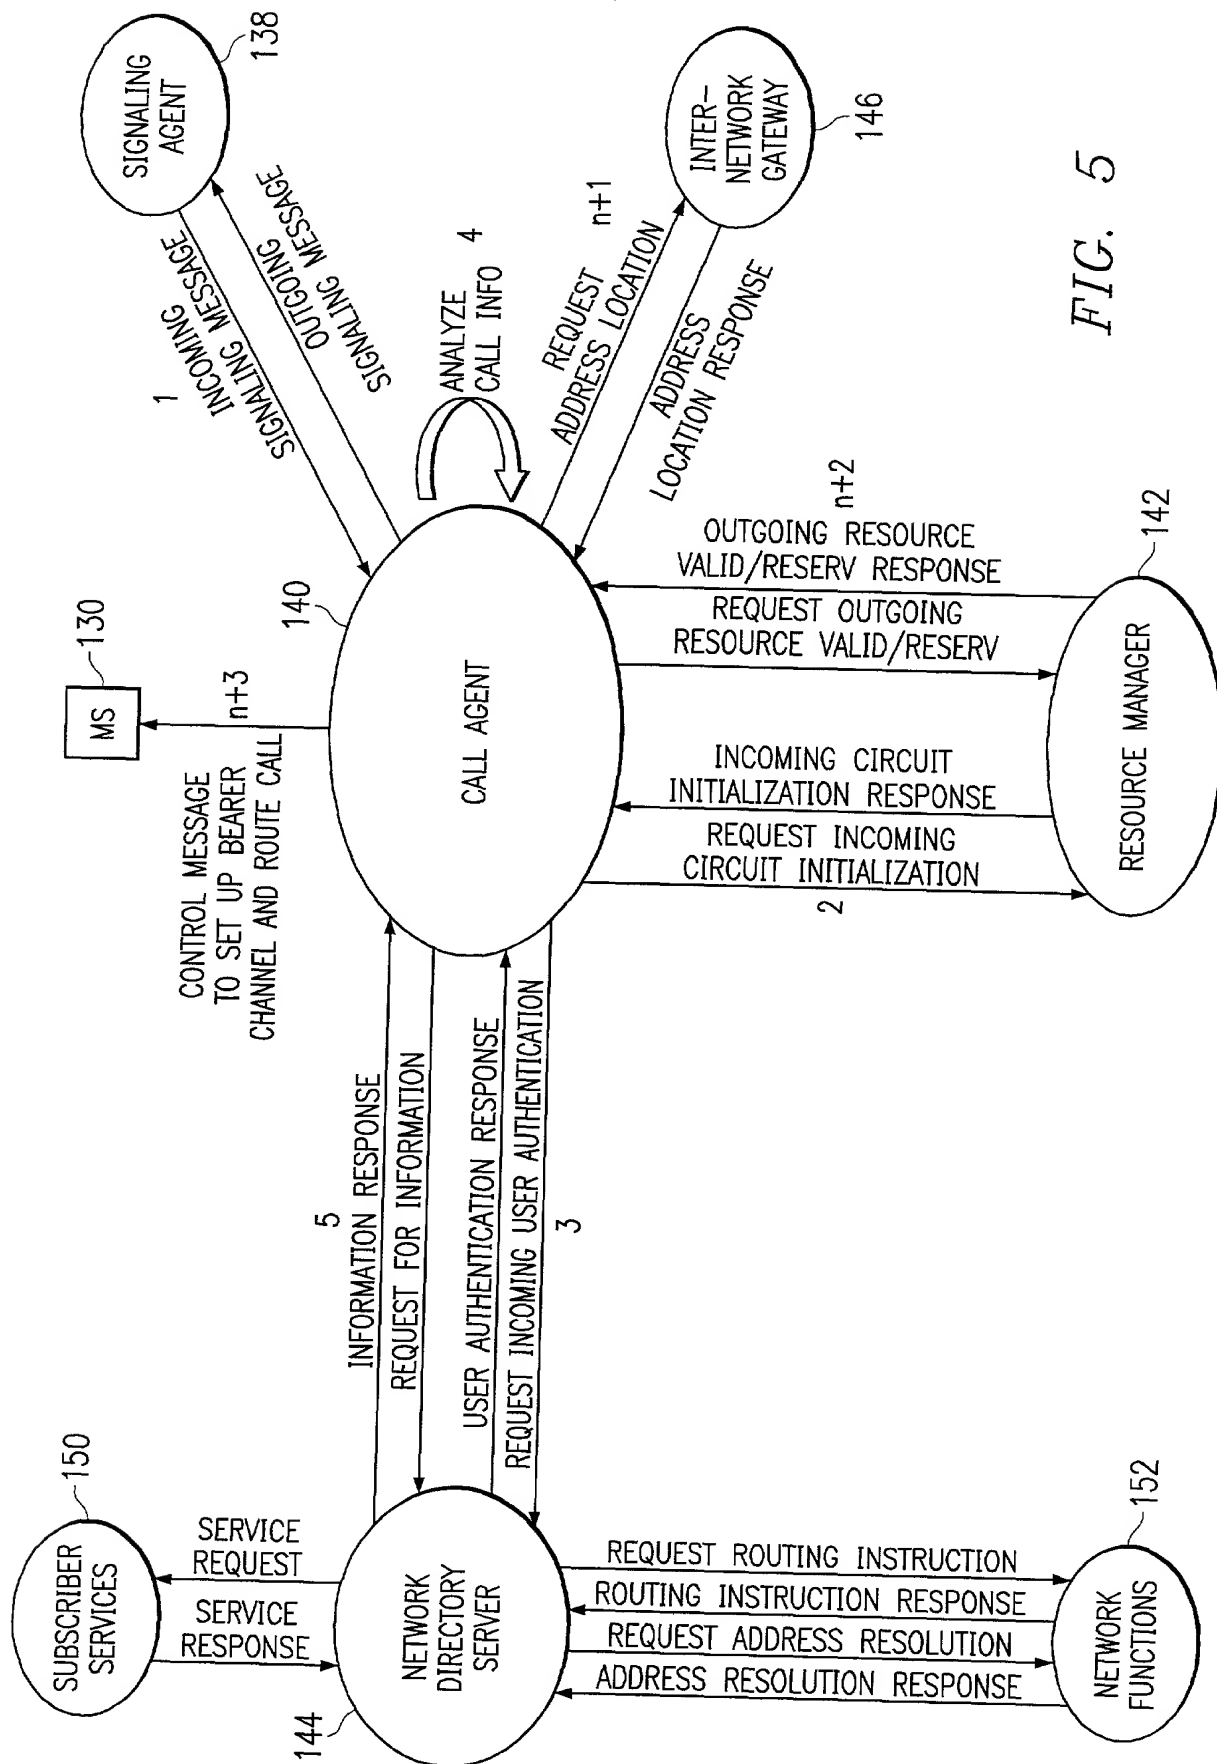 SUBSCRIBER
SERVICES
150
SERVICE
REQUEST
SERVICE
RESPONSE
NETWORK
DIRECTORY
SERVER
144
REQUEST ROUTING INSTRUCTION
ROUTING INSTRUCTION RESPONSE
REQUEST ADDRESS RESOLUTION
ADDRESS RESOLUTION RESPONSE
NETWORK
FUNCTIONS
152
5
INFORMATION RESPONSE
REQUEST FOR INFORMATION
USER AUTHENTICATION RESPONSE
REQUEST INCOMING USER AUTHENTICATION
3
CONTROL MESSAGE
TO SET UP BEARER
CHANNEL AND ROUTE CALL
n+3
MS
130
CALL AGENT
140
INCOMING CIRCUIT
INITIALIZATION RESPONSE
REQUEST INCOMING
CIRCUIT INITIALIZATION
2
OUTGOING RESOURCE
VALID/RESERV RESPONSE
n+2
REQUEST OUTGOING
RESOURCE VALID/RESERV
RESOURCE MANAGER
142
1
INCOMING
SIGNALING MESSAGE
OUTGOING
SIGNALING MESSAGE
SIGNALING
AGENT
138
ANALYZE
CALL INFO
4
REQUEST
ADDRESS LOCATION
n+1
ADDRESS
LOCATION RESPONSE
INTER-
NETWORK
GATEWAY
146
FIG. 5